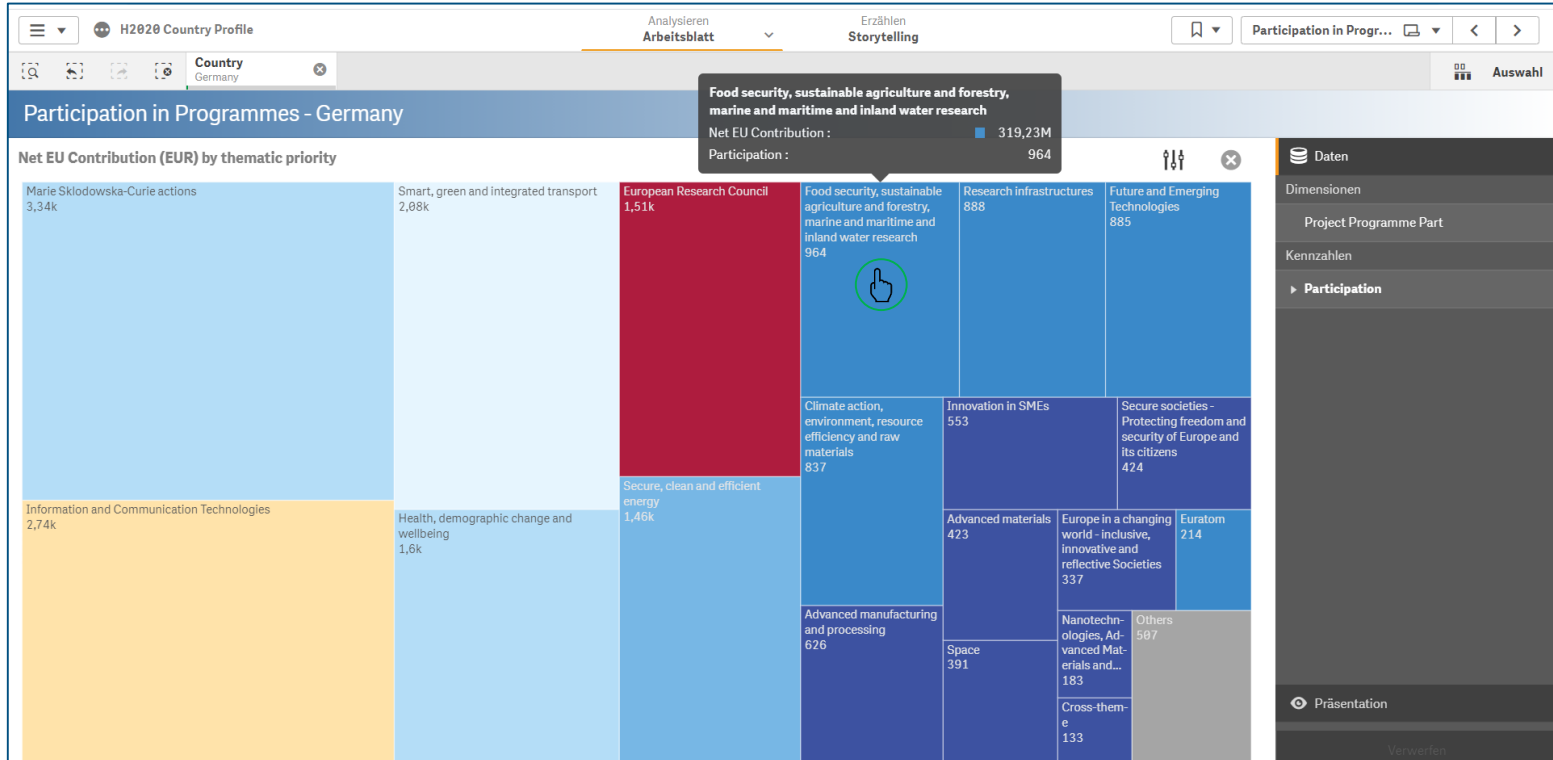 H2020 Country Profile
Analysieren
Arbeitsblatt
Erzählen
Storytelling
Participation in Progr...
Country
Germany
Auswahl
Participation in Programmes - Germany
Food security, sustainable agriculture and forestry,
marine and maritime and inland water research
Net EU Contribution :
319,23M
Participation :
964
Net EU Contribution (EUR) by thematic priority
Marie Sklodowska-Curie actions
3,34k
Information and Communication Technologies
2,74k
Smart, green and integrated transport
2,08k
Health, demographic change and
wellbeing
1,6k
European Research Council
1,51k
Secure, clean and efficient
energy
1,46k
Food security, sustainable
agriculture and forestry,
marine and maritime and
inland water research
964
Research infrastructures
888
Future and Emerging
Technologies
885
Climate action,
environment, resource
efficiency and raw
materials
837
Advanced manufacturing
and processing
626
Innovation in SMEs
553
Secure societies -
Protecting freedom and
security of Europe and
its citizens
424
Advanced materials
423
Space
391
Europe in a changing
world - inclusive,
innovative and
reflective Societies
337
Euratom
214
Nanotechn-
ologies, Ad-
vanced Mat-
erials and...
183
Others
507
Cross-them-
e
133
Daten
Dimensionen
Project Programme Part
Kennzahlen
Participation
Präsentation
Verwerfen